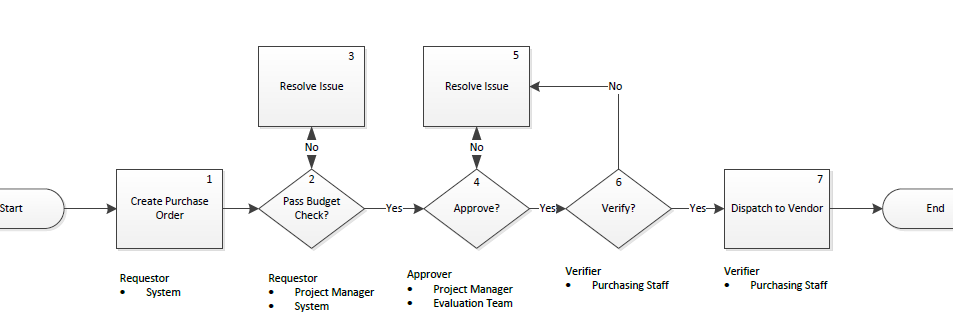 3
Resolve Issue
5
Resolve Issue
No
No
No
Start
1
Create Purchase
Order
2
Pass Budget
Check?
Yes
4
Approve?
Yes
6
Verify?
Yes
7
Dispatch to Vendor
End
Requestor
• System
Requestor
• Project Manager
• System
Approver
• Project Manager
• Evaluation Team
Verifier
• Purchasing Staff
Verifier
• Purchasing Staff